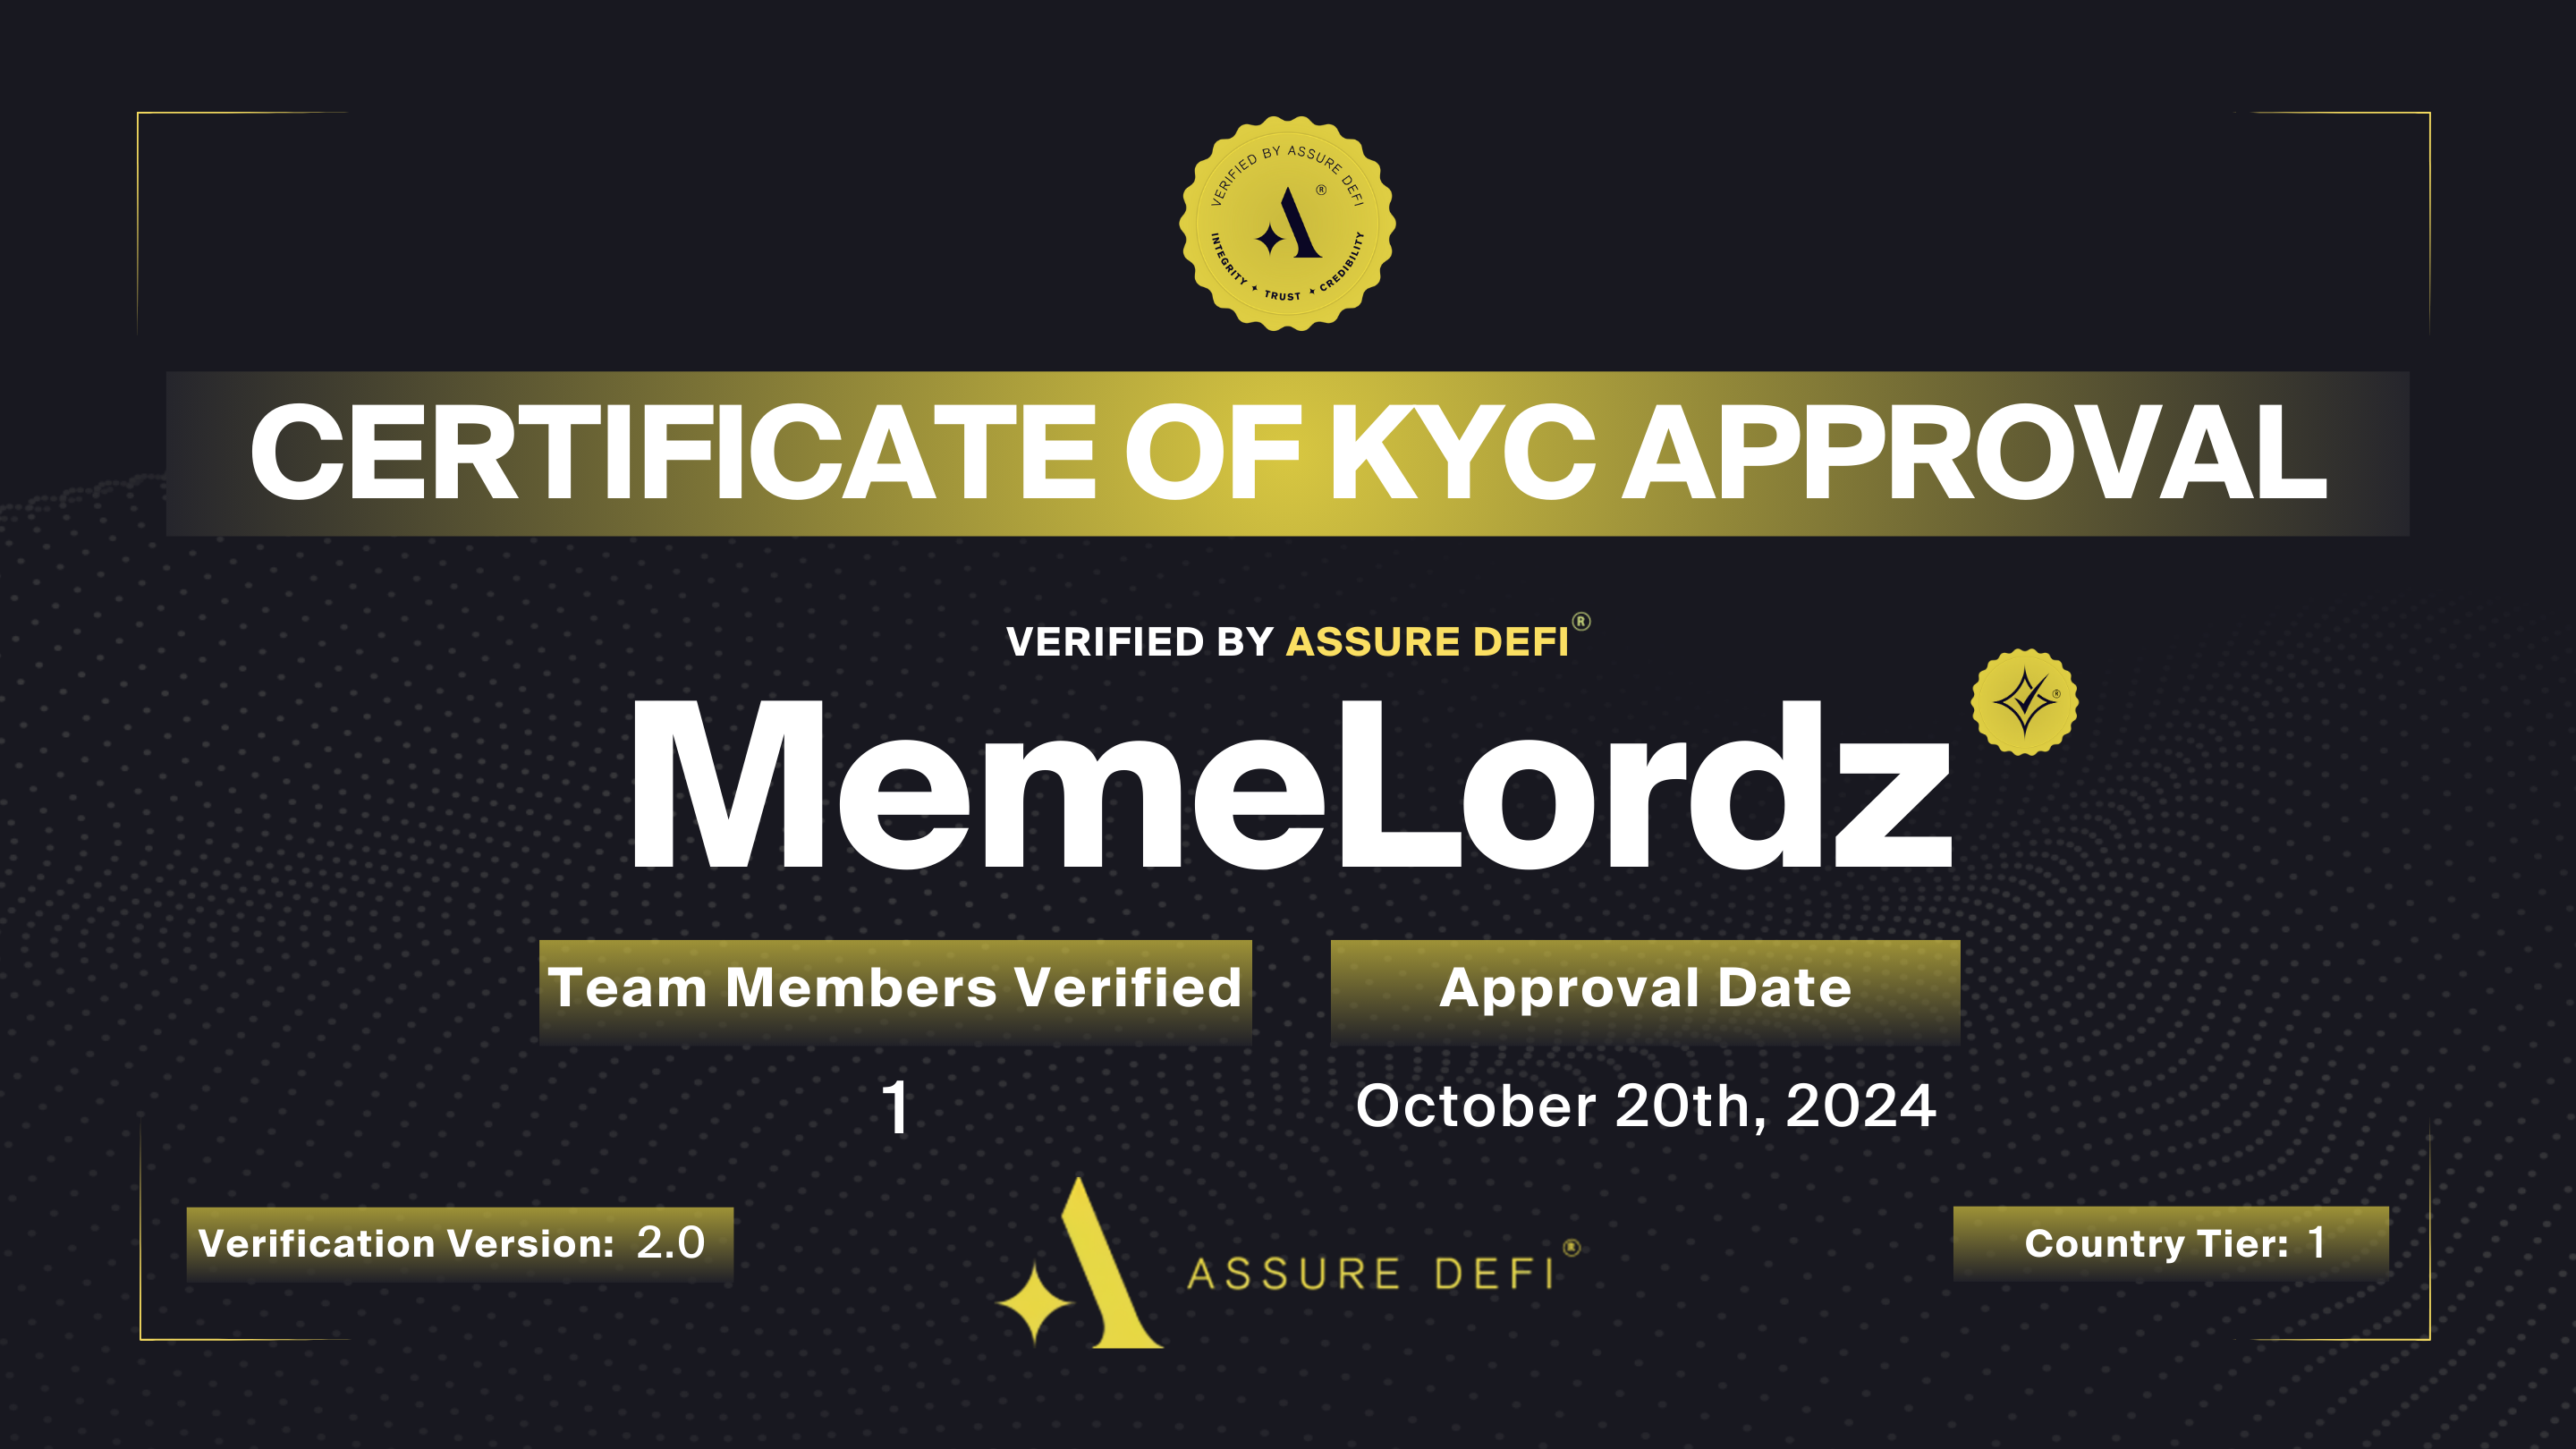 VERIFIED BY ASSURE DEFI
®
INTEGRITY ✦ TRUST ✦ CREDIBILITY
CERTIFICATE OF KYC APPROVAL
VERIFIED BY ASSURE DEFI®
MemeLordz
®
Team Members Verified
1
Approval Date
October 20th, 2024
Verification Version: 2.0
ASSURE DEFI®
Country Tier: 1